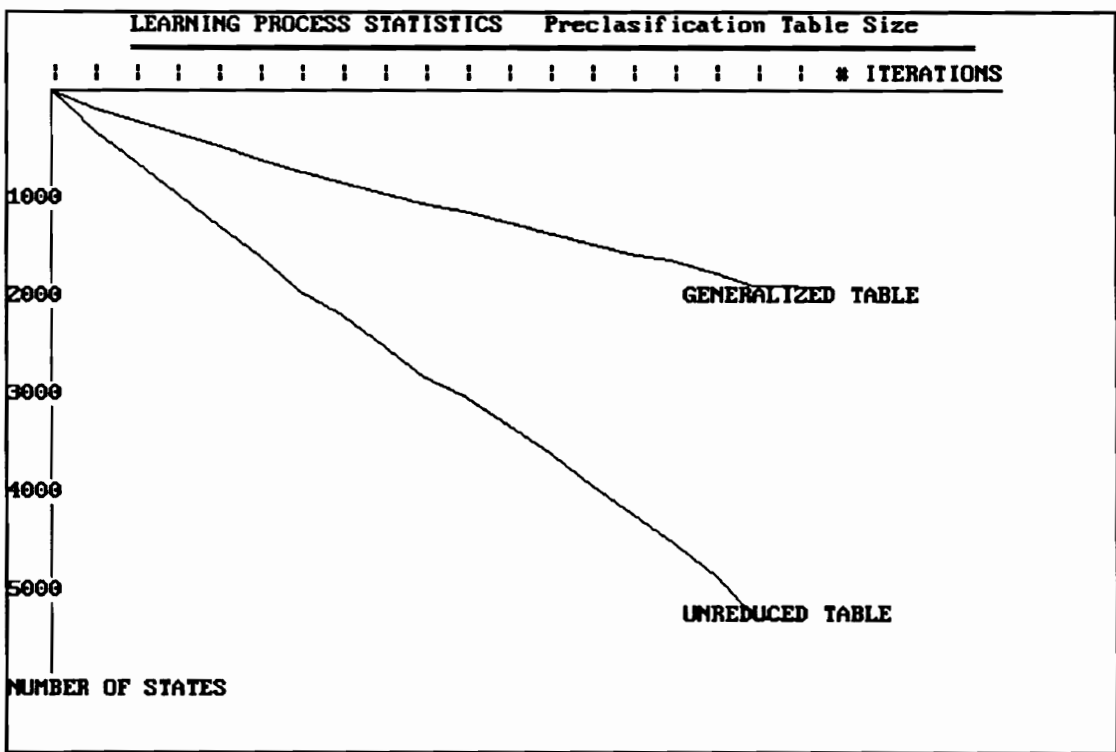 LEARNING PROCESS STATISTICS Preclasification Table Size
# ITERATIONS
1000
2000
GENERALIZED TABLE
3000
4000
5000
UNREDUCED TABLE
NUMBER OF STATES